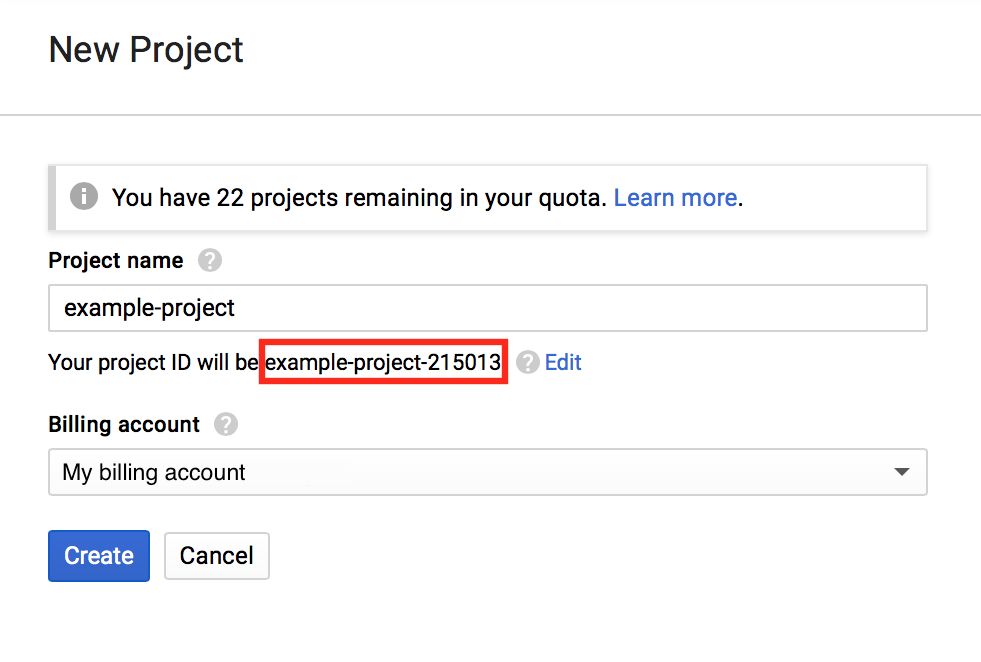 New Project
You have 22 projects remaining in your quota. Learn more.
Project name
example-project
Your project ID will be example-project-215013 Edit
Billing account
My billing account
Create Cancel